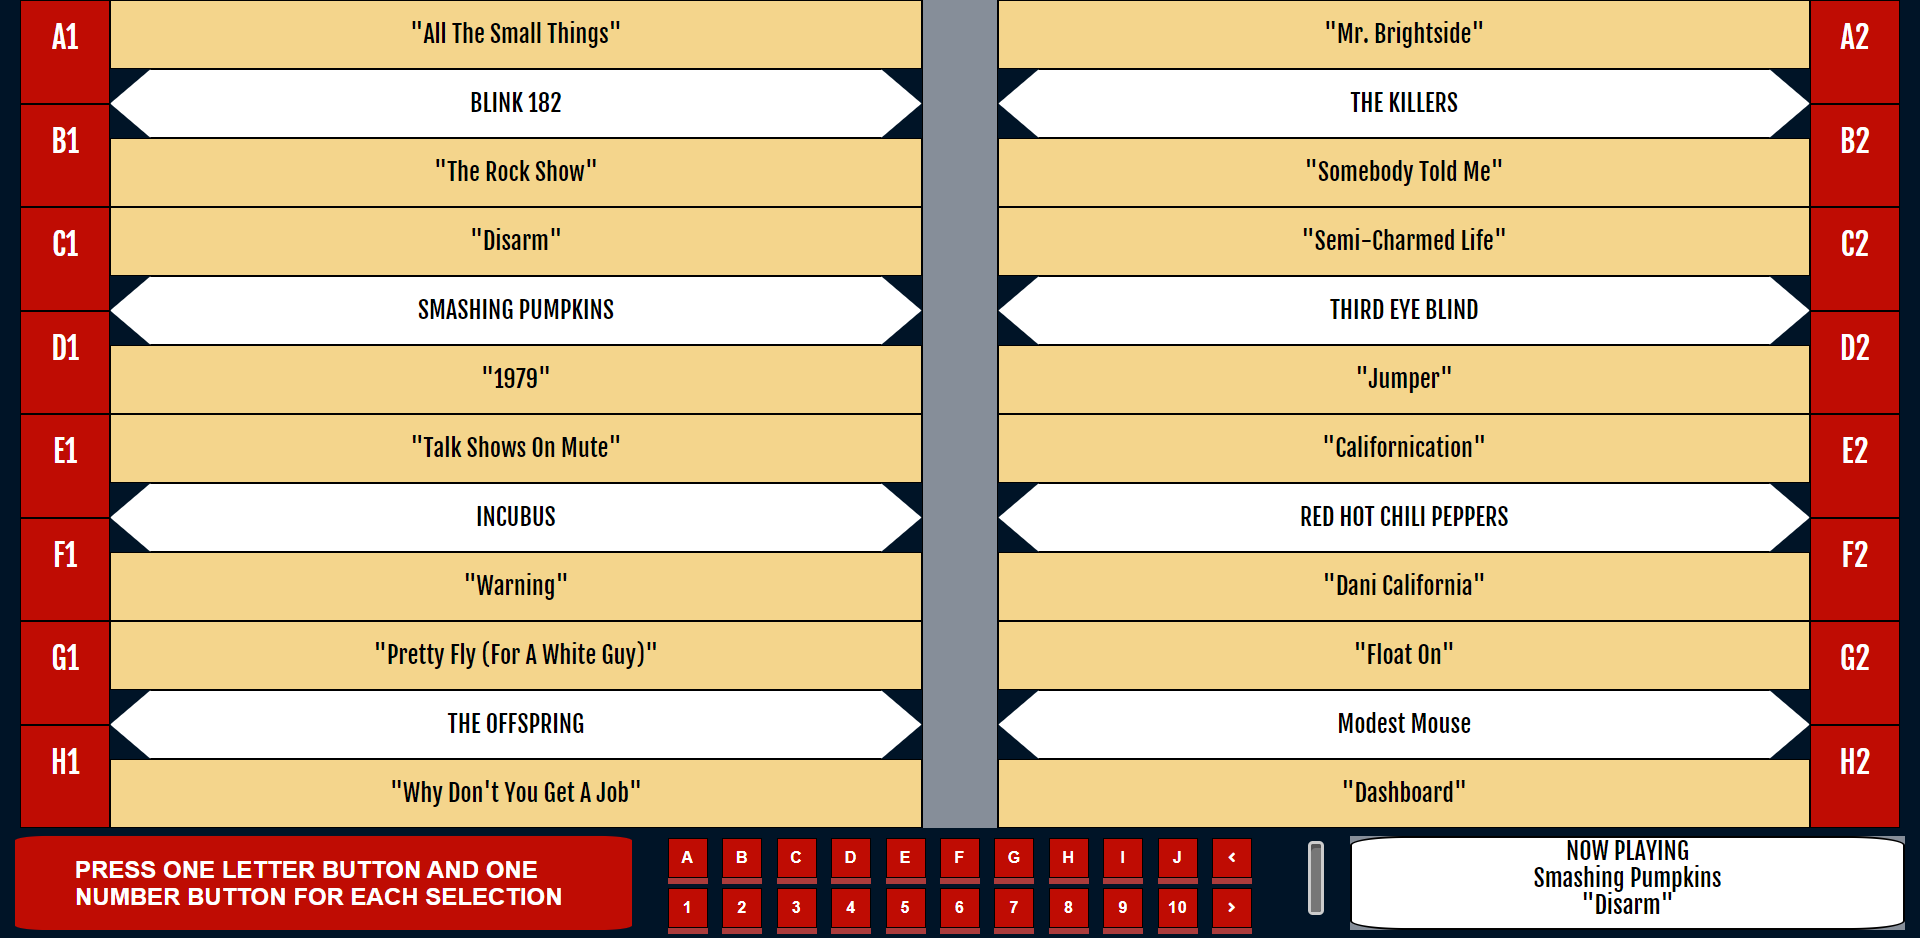 A1
"All The Small Things"
BLINK 182
B1
"The Rock Show"
C1
"Disarm"
SMASHING PUMPKINS
D1
"1979"
E1
"Talk Shows On Mute"
INCUBUS
F1
"Warning"
G1
"Pretty Fly (For A White Guy)"
THE OFFSPRING
H1
"Why Don't You Get A Job"
"Mr. Brightside"
A2
THE KILLERS
"Somebody Told Me"
B2
"Semi-Charmed Life"
C2
THIRD EYE BLIND
"Jumper"
D2
"Californication"
E2
RED HOT CHILI PEPPERS
"Dani California"
F2
"Float On"
G2
Modest Mouse
"Dashboard"
H2
PRESS ONE LETTER BUTTON AND ONE
NUMBER BUTTON FOR EACH SELECTION
A B C D E F G H I J <
1 2 3 4 5 6 7 8 9 10 >
NOW PLAYING
Smashing Pumpkins
"Disarm"